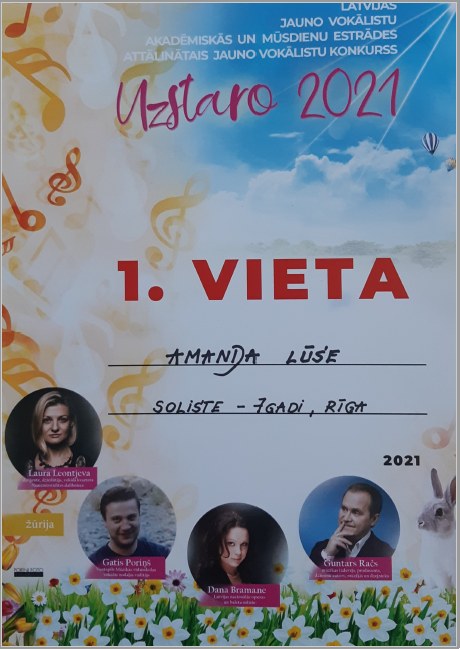 LATVIJAS
JAUNO VOKĀLISTU
AKADĒMISKĀS UN MŪSDIENU ESTRĀDES
ATTĀLINĀTAIS JAUNO VOKĀLISTU KONKURSS
Uzstaro 2021
1. VIETA
AMANDA LŪSE
SOLISTE - 7gadi, RĪGA
2021
Laura Leontjeva
žūrija
Gatis Poriņš
Guntars Račs
Dana Bramane